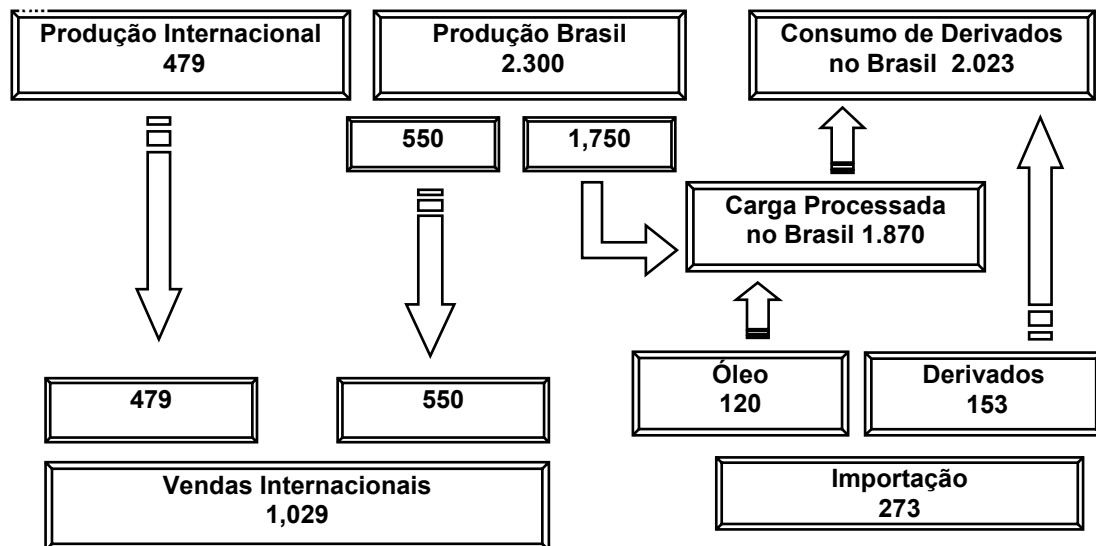 Produção Internacional
479
Produção Brasil
2.300
Consumo de Derivados
no Brasil 2.023
550
1,750
Carga Processada
no Brasil 1.870
Óleo
120
Derivados
153
479
550
Vendas Internacionais
1,029
Importação
273